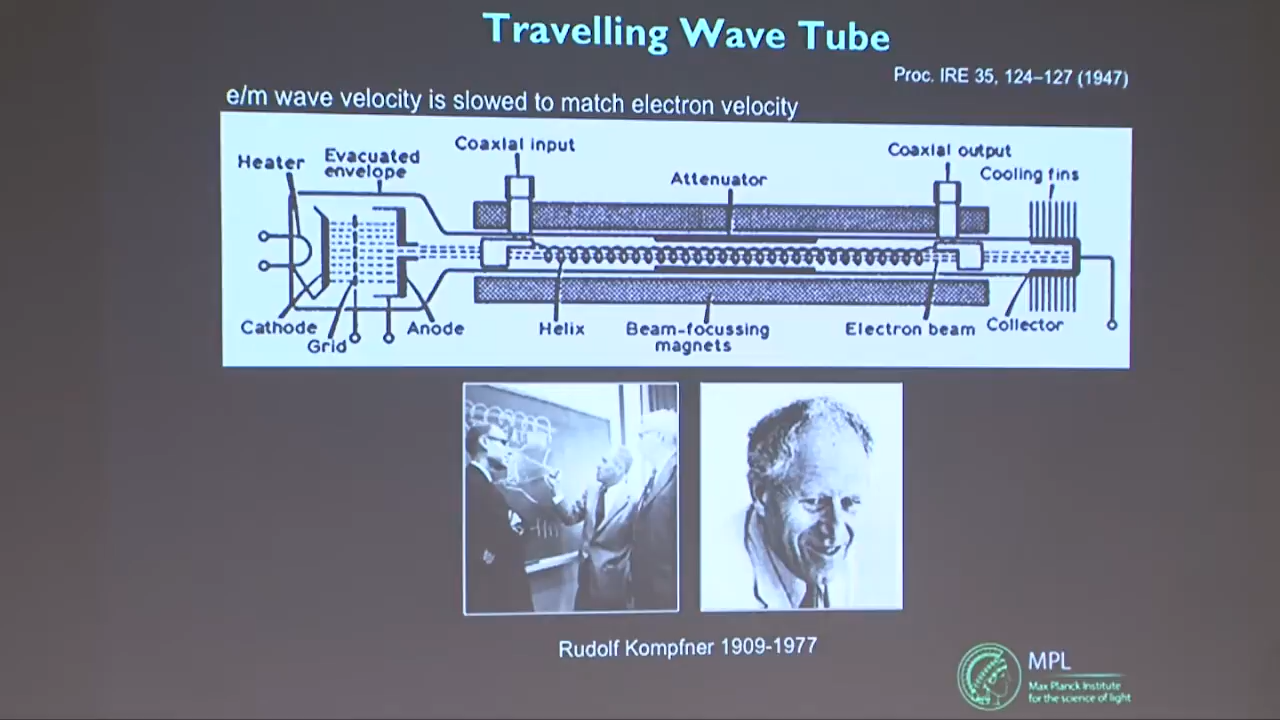 Travelling Wave Tube
Proc. IRE 35, 124–127 (1947)
e/m wave velocity is slowed to match electron velocity
Heater
Evacuated
envelope
Coaxial input
Attenuator
Coaxial output
Cooling fins
Cathode
Grid
Anode
Helix
Beam-focussing
magnets
Electron beam
Collector
Rudolf Kompfner 1909-1977
MPL
Max Planck Institute
for the science of light